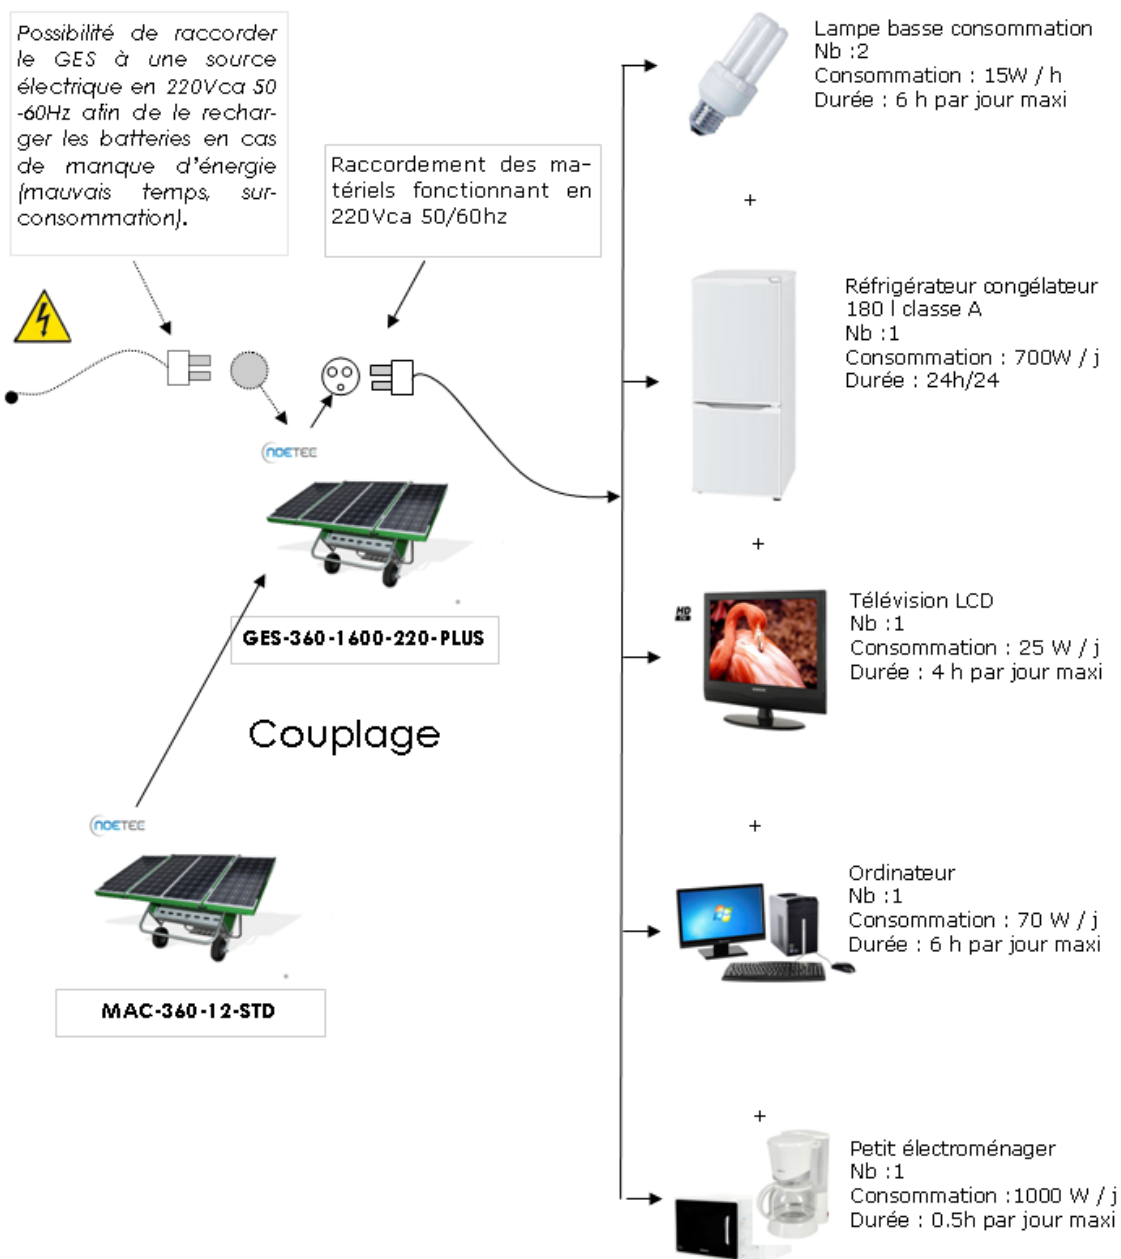 Possibilité de raccorder
le GES à une source
électrique en 220Vca 50
-60Hz afin de le rechar-
ger les batteries en cas
de manque d'énergie
(mauvais temps, sur-
consommation).
Raccordement des ma-
tériels fonctionnant en
220Vca 50/60hz
NOETEC
GES-360-1600-220-PLUS
Couplage
NOETEC
MAC-360-12-STD
Lampe basse consommation
Nb :2
Consommation : 15W / h
Durée : 6 h par jour maxi
+
Réfrigérateur congélateur
180 l classe A
Nb :1
Consommation : 700W / j
Durée : 24h/24
+
HD
Télévision LCD
Nb :1
Consommation : 25 W / j
Durée : 4 h par jour maxi
+
Ordinateur
Nb :1
Consommation : 70 W / j
Durée : 6 h par jour maxi
+
Petit électroménager
Nb :1
Consommation :1000 W / j
Durée : 0.5h par jour maxi